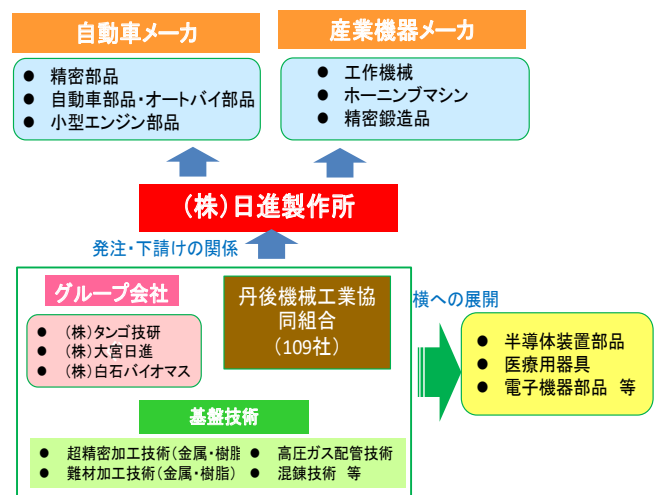 自動車メーカ
産業機器メーカ
● 精密部品
● 自動車部品・オートバイ部品
● 小型エンジン部品
● 工作機械
● ホーニングマシン
● 精密鍛造品
（株）日進製作所
発注・下請けの関係
グループ会社
● （株）タンゴ技研
● （株）大宮日進
● （株）白石バイオマス
丹後機械工業協
同組合
（109社）
横への展開
● 半導体装置部品
● 医療用器具
● 電子機器部品 等
基盤技術
● 超精密加工技術（金属・樹脂
● 難材加工技術（金属・樹脂）
● 高圧ガス配管技術
● 混錬技術 等